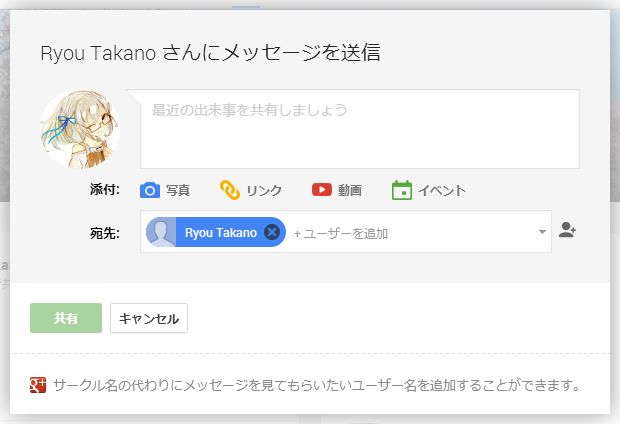 Ryou Takano さんにメッセージを送信
最近の出来事を共有しましょう
添付: 写真 リンク 動画 イベント
宛先: Ryou Takano + ユーザーを追加
共有 キャンセル
g+ サークル名の代わりにメッセージを見てもらいたいユーザー名を追加することができます。